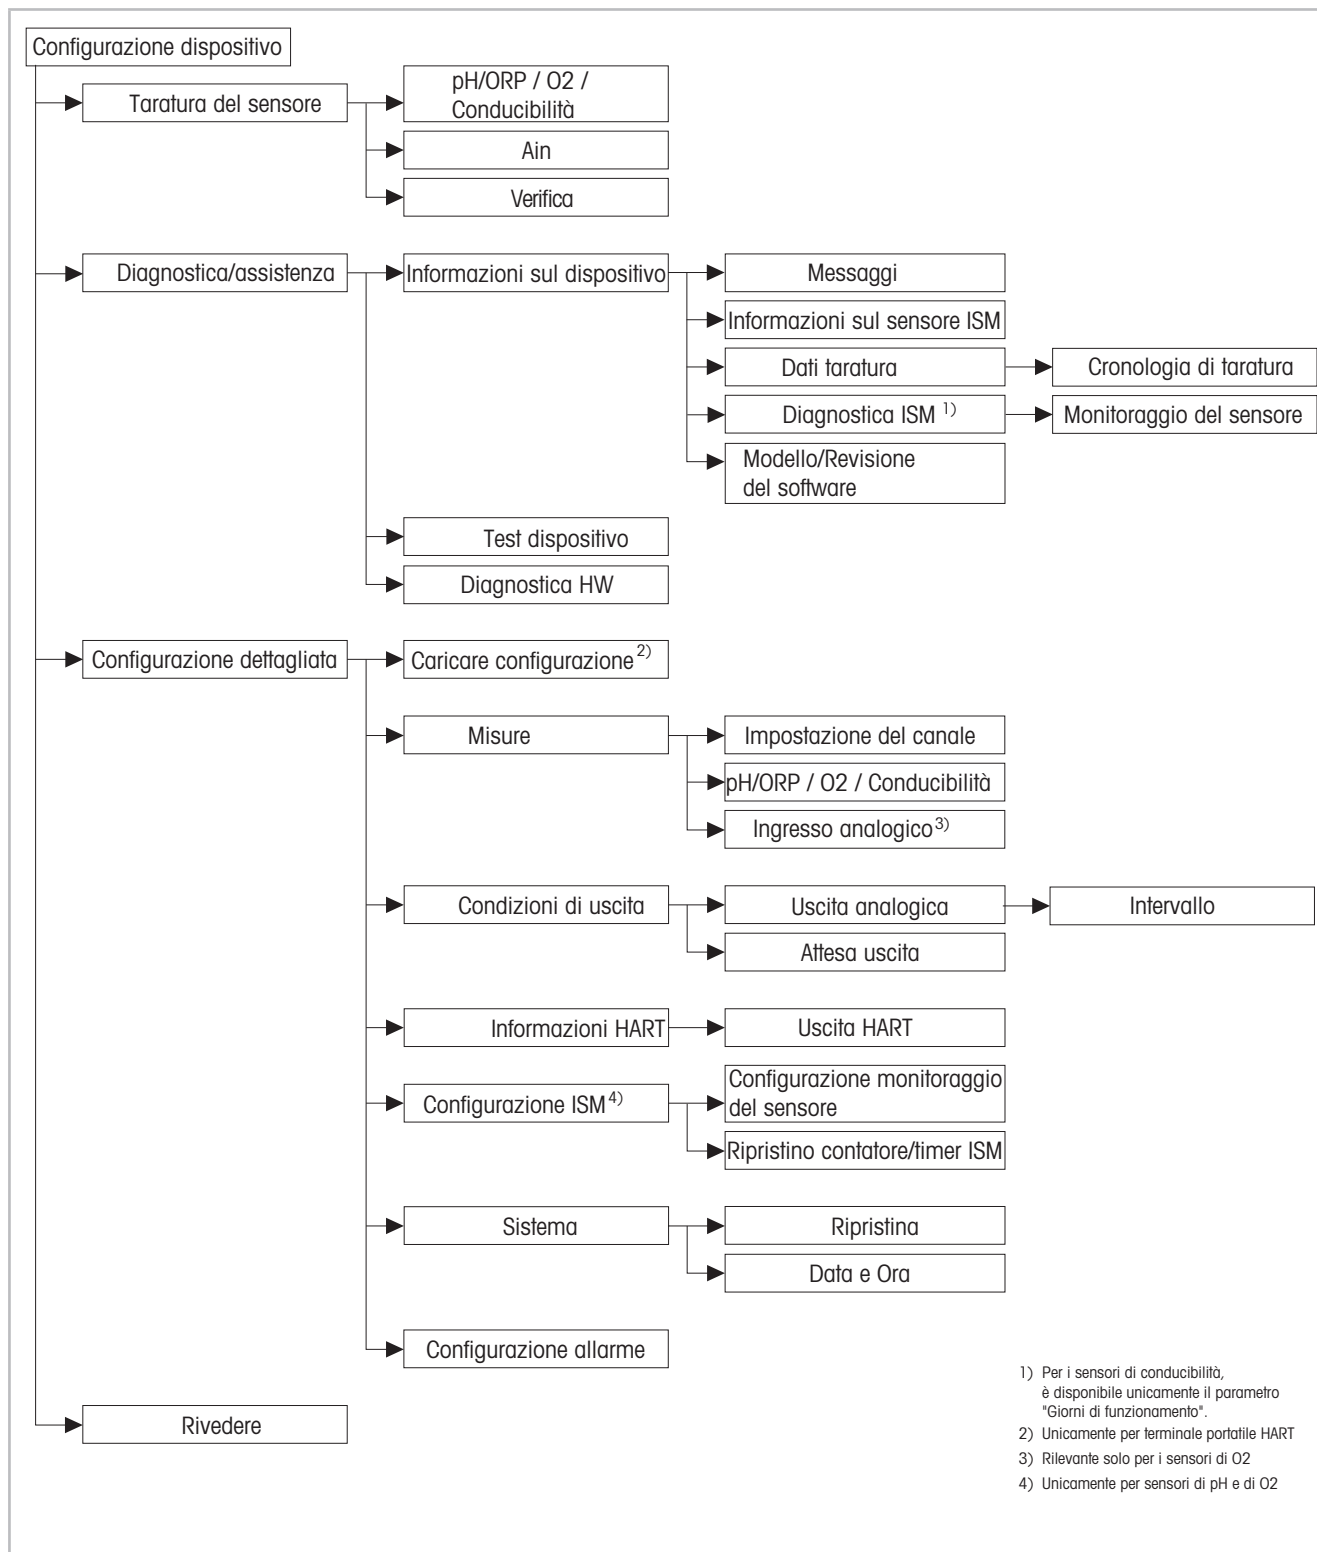 Configurazione dispositivo
Taratura del sensore
pH/ORP / O2 /
Conducibilità
Ain
Verifica
Diagnostica/assistenza
Informazioni sul dispositivo
Messaggi
Informazioni sul sensore ISM
Dati taratura
Cronologia di taratura
Diagnostica ISM 1)
Monitoraggio del sensore
Modello/Revisione
del software
Test dispositivo
Diagnostica HW
Configurazione dettagliata
Caricare configurazione 2)
Misure
Impostazione del canale
pH/ORP / O2 / Conducibilità
Ingresso analogico 3)
Condizioni di uscita
Uscita analogica
Intervallo
Attesa uscita
Informazioni HART
Uscita HART
Configurazione ISM 4)
Configurazione monitoraggio
del sensore
Ripristino contatore/timer ISM
Sistema
Ripristina
Data e Ora
Configurazione allarme
Rivedere
1) Per i sensori di conducibilità,
è disponibile unicamente il parametro
"Giorni di funzionamento".
2) Unicamente per terminale portatile HART
3) Rilevante solo per i sensori di O2
4) Unicamente per sensori di pH e di O2